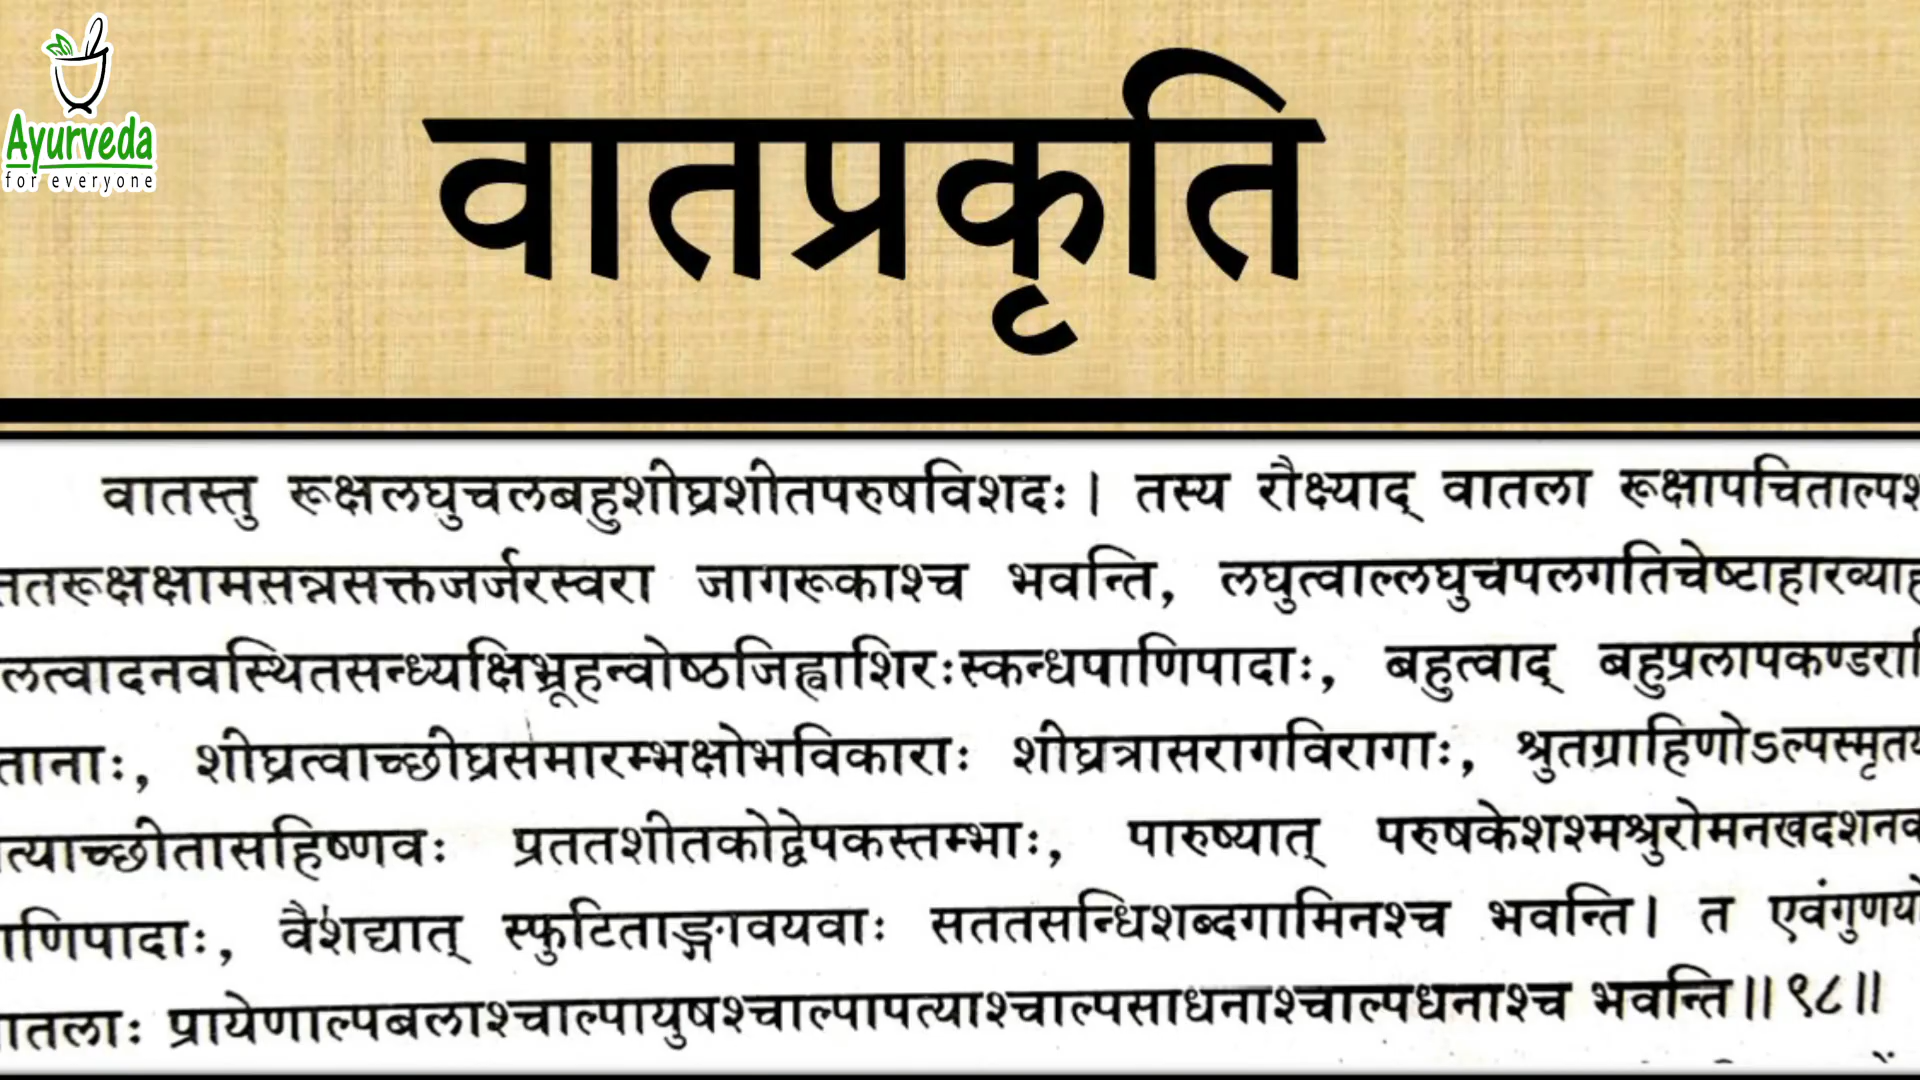 Ayurveda
for everyone
वातप्रकृति
वातस्तु रूक्षलघुचलबहुशीघ्रशीतपरुषविशदः। तस्य रौक्ष्याद् वातला रूक्षापचिताल्पश
ततरूक्षक्षामसन्नसक्तजर्जरस्वरा जागरूकाश्च भवन्ति, लघुत्वाल्लघुचपलगतिचेष्टाहारव्याह
लत्वादनवस्थितसन्ध्यक्षिभ्रूहन्वोष्ठजिह्वाशिरःस्कन्धपाणिपादाः, बहुत्वाद् बहुप्रलापकण्डरासि
तानाः, शीघ्रत्वाच्छीघ्रसमारम्भक्षोभविकाराः शीघ्रत्रासरागविरागाः, श्रुतग्राहिणोऽल्पस्मृतय
त्याच्छीतासहिष्णवः प्रततशीतकोद्वेपकस्तम्भाः, पारुष्यात् परुषकेशश्मश्रुरोमनखदशनव
ाणिपादाः, वैशद्यात् स्फुटिताङ्गावयवाः सततसन्धिशब्दगामिनश्च भवन्ति। त एवंगुणयो
ातलाः प्रायेणाल्पबलाश्चाल्पायुषश्चाल्पापत्याश्चाल्पसाधनाश्चाल्पधनाश्च भवन्ति॥९८॥